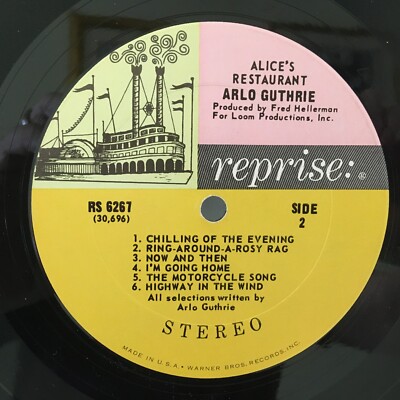 ALICE'S
RESTAURANT
ARLO GUTHRIE
Produced by Fred Hellerman
For Loom Productions, Inc.
reprise: ®
RS 6267
(30,696)
SIDE
2
1. CHILLING OF THE EVENING
2. RING-AROUND-A-ROSY RAG
3. NOW AND THEN
4. I'M GOING HOME
5. THE MOTORCYCLE SONG
6. HIGHWAY IN THE WIND
All selections written by
Arlo Guthrie
STEREO
MADE IN U.S.A. • WARNER BROS. RECORDS, INC.